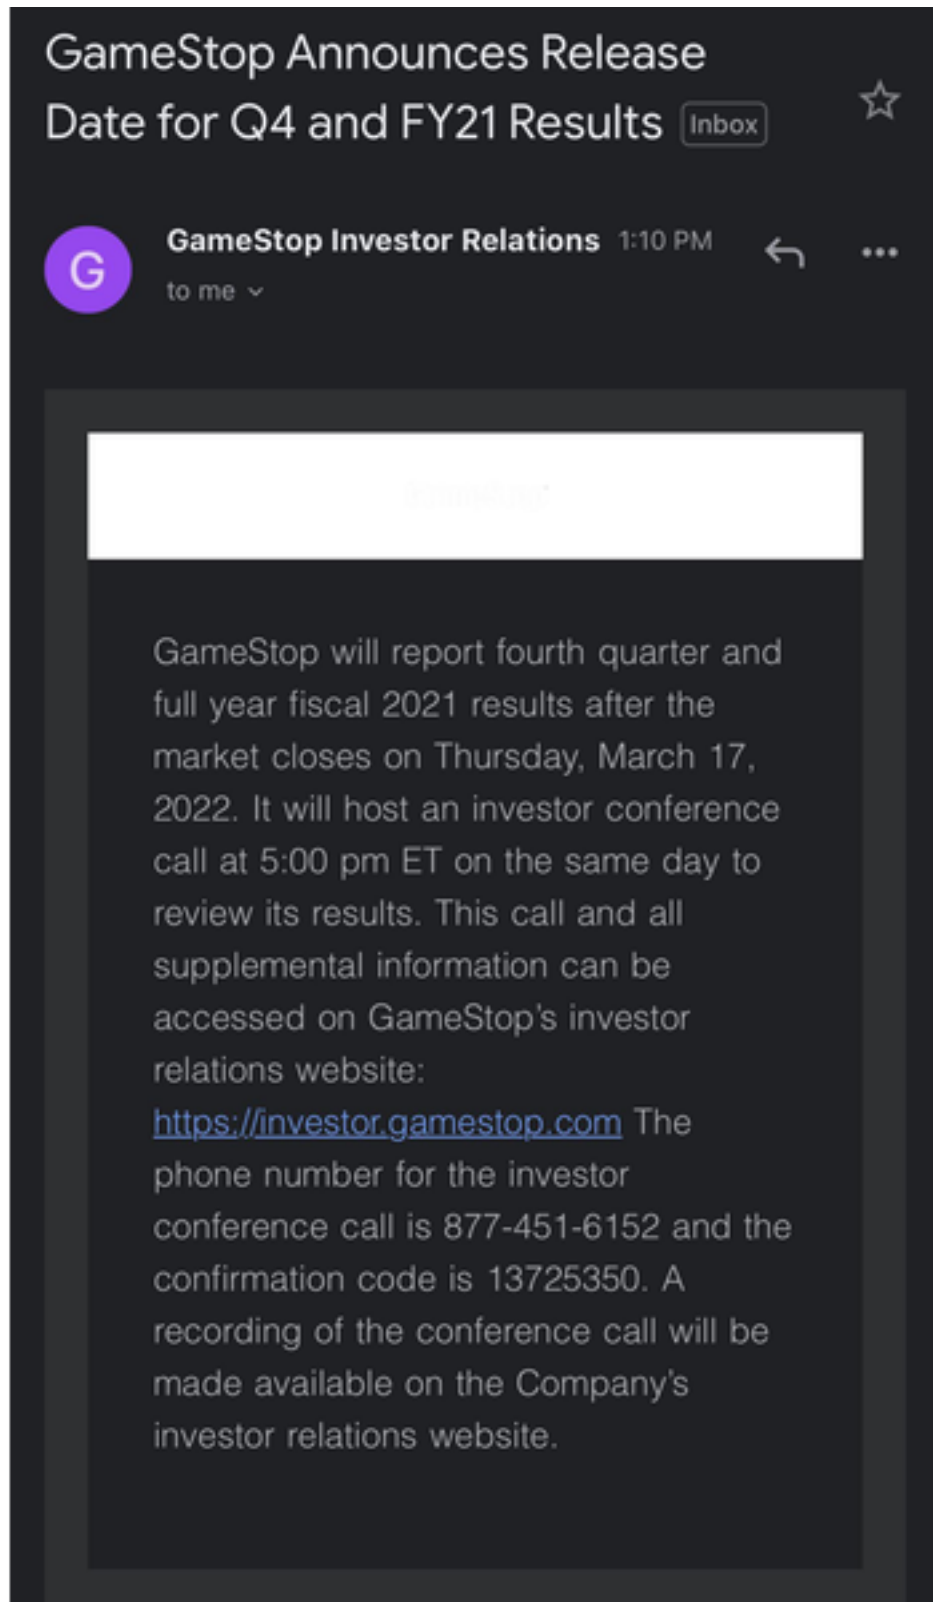 GameStop Announces Release
Date for Q4 and FY21 Results Inbox
G
GameStop Investor Relations 1:10 PM
to me
GameStop will report fourth quarter and
full year fiscal 2021 results after the
market closes on Thursday, March 17,
2022. It will host an investor conference
call at 5:00 pm ET on the same day to
review its results. This call and all
supplemental information can be
accessed on GameStop's investor
relations website:
https://investor.gamestop.com The
phone number for the investor
conference call is 877-451-6152 and the
confirmation code is 13725350. A
recording of the conference call will be
made available on the Company's
investor relations website.